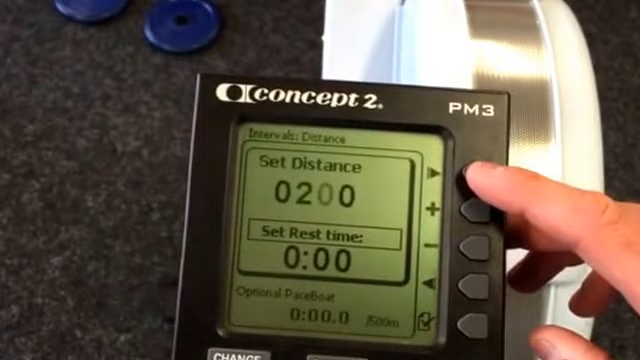 concept 2.
PM3
Intervals: Distance
Set Distance
0200
Set Rest time:
0:00
Optional PaceBoat
0:00.0 /500m
CHANGE